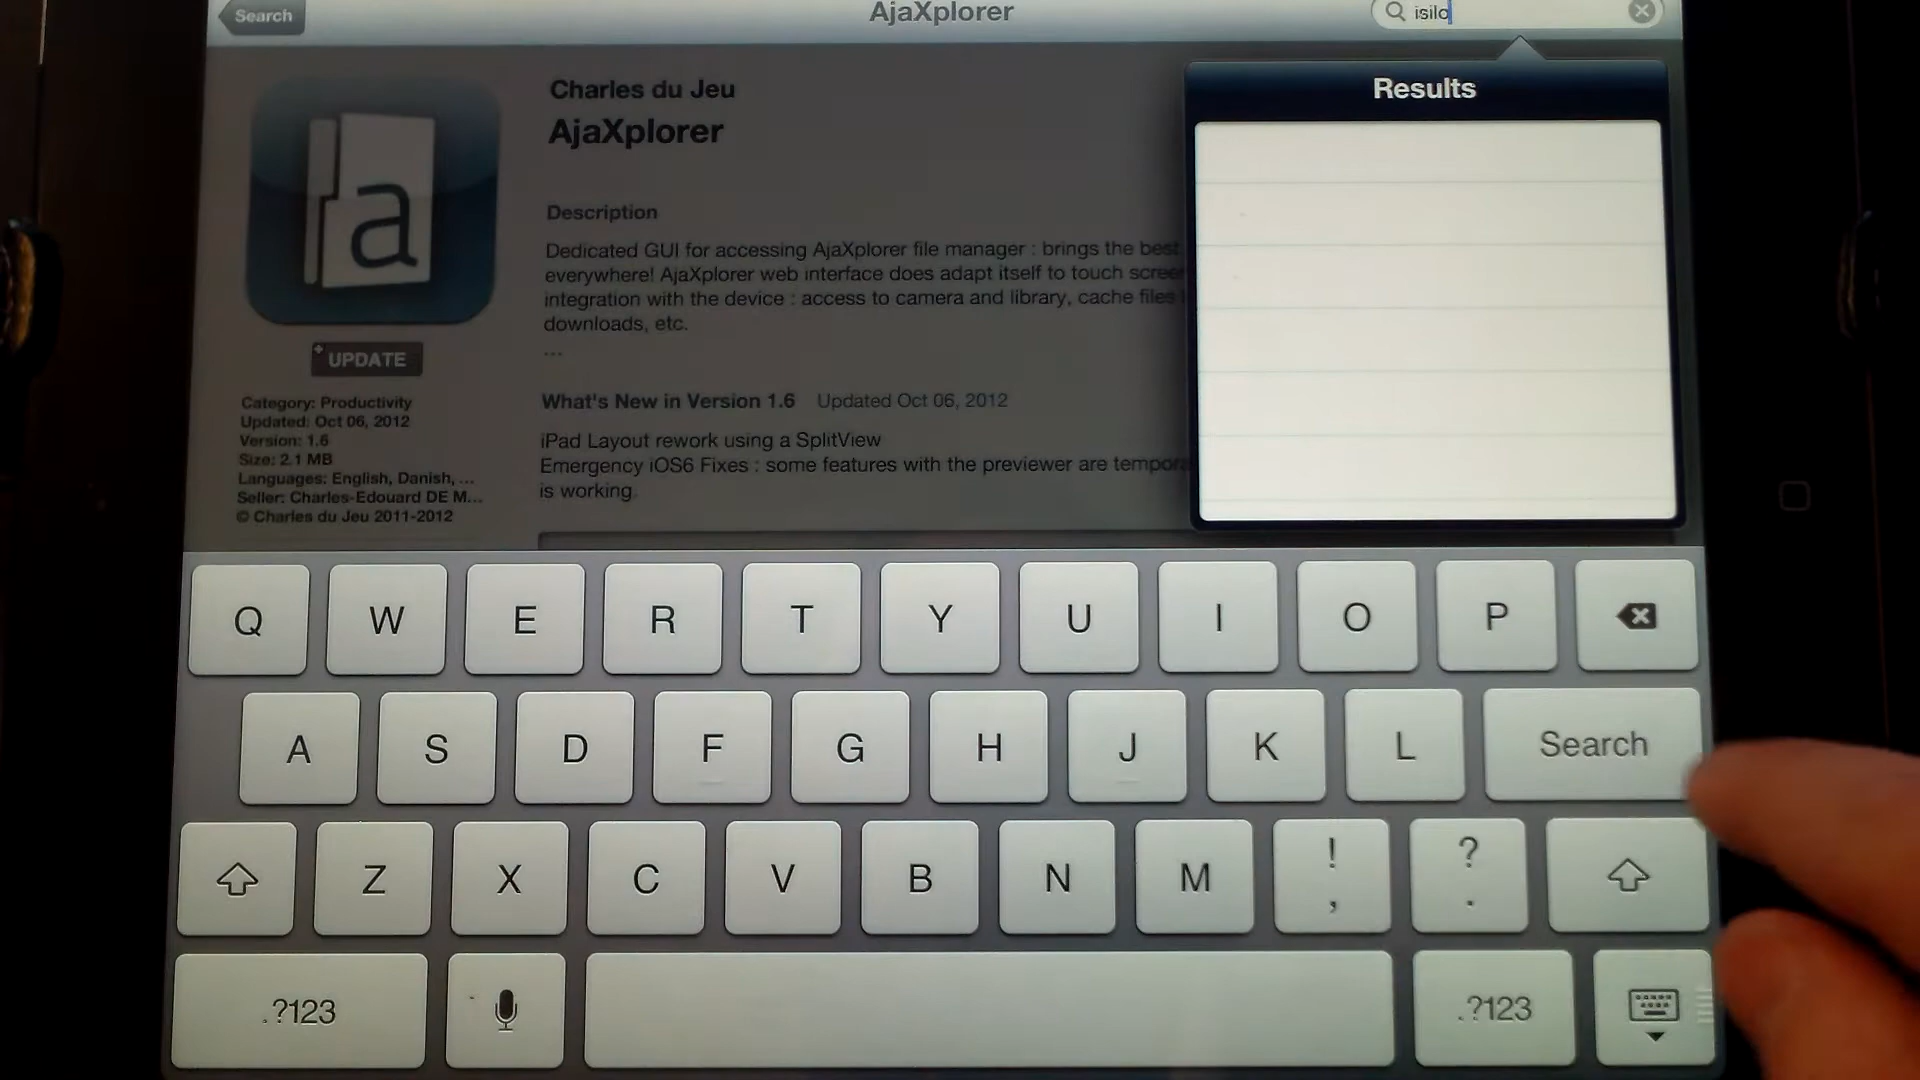 Search
AjaXplorer
isilo
Charles du Jeu
AjaXplorer
a
Results
Description
Dedicated GUI for accessing AjaXplorer file manager : brings the best
everywhere! AjaXplorer web interface does adapt itself to touch screen
integration with the device : access to camera and library, cache files
downloads, etc.
...
UPDATE
Category: Productivity
Updated: Oct 06, 2012
Version: 1.6
Size: 2.1 MB
Languages: English, Danish, ...
Seller: Charles-Edouard DE M...
© Charles du Jeu 2011-2012
What's New in Version 1.6 Updated Oct 06, 2012
iPad Layout rework using a SplitView
Emergency iOS6 Fixes : some features with the previewer are tempora
is working.
Q W E R T Y U I O P
A S D F G H J K L Search
Z X C V B N M ! , ? .
.?123 .?123